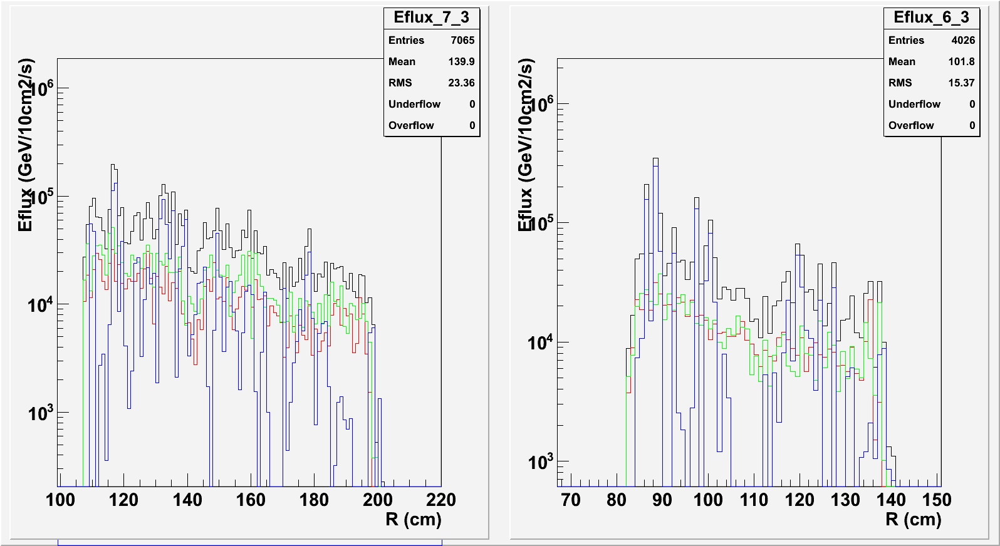 Eflux_7_3
Entries 7065
Mean 139.9
RMS 23.36
Underflow 0
Overflow 0
Eflux (GeV/10cm2/s)
10^6
10^5
10^4
10^3
100 120 140 160 180 200 220
R (cm)
Eflux_6_3
Entries 4026
Mean 101.8
RMS 15.37
Underflow 0
Overflow 0
Eflux (GeV/10cm2/s)
10^6
10^5
10^4
10^3
70 80 90 100 110 120 130 140 150
R (cm)